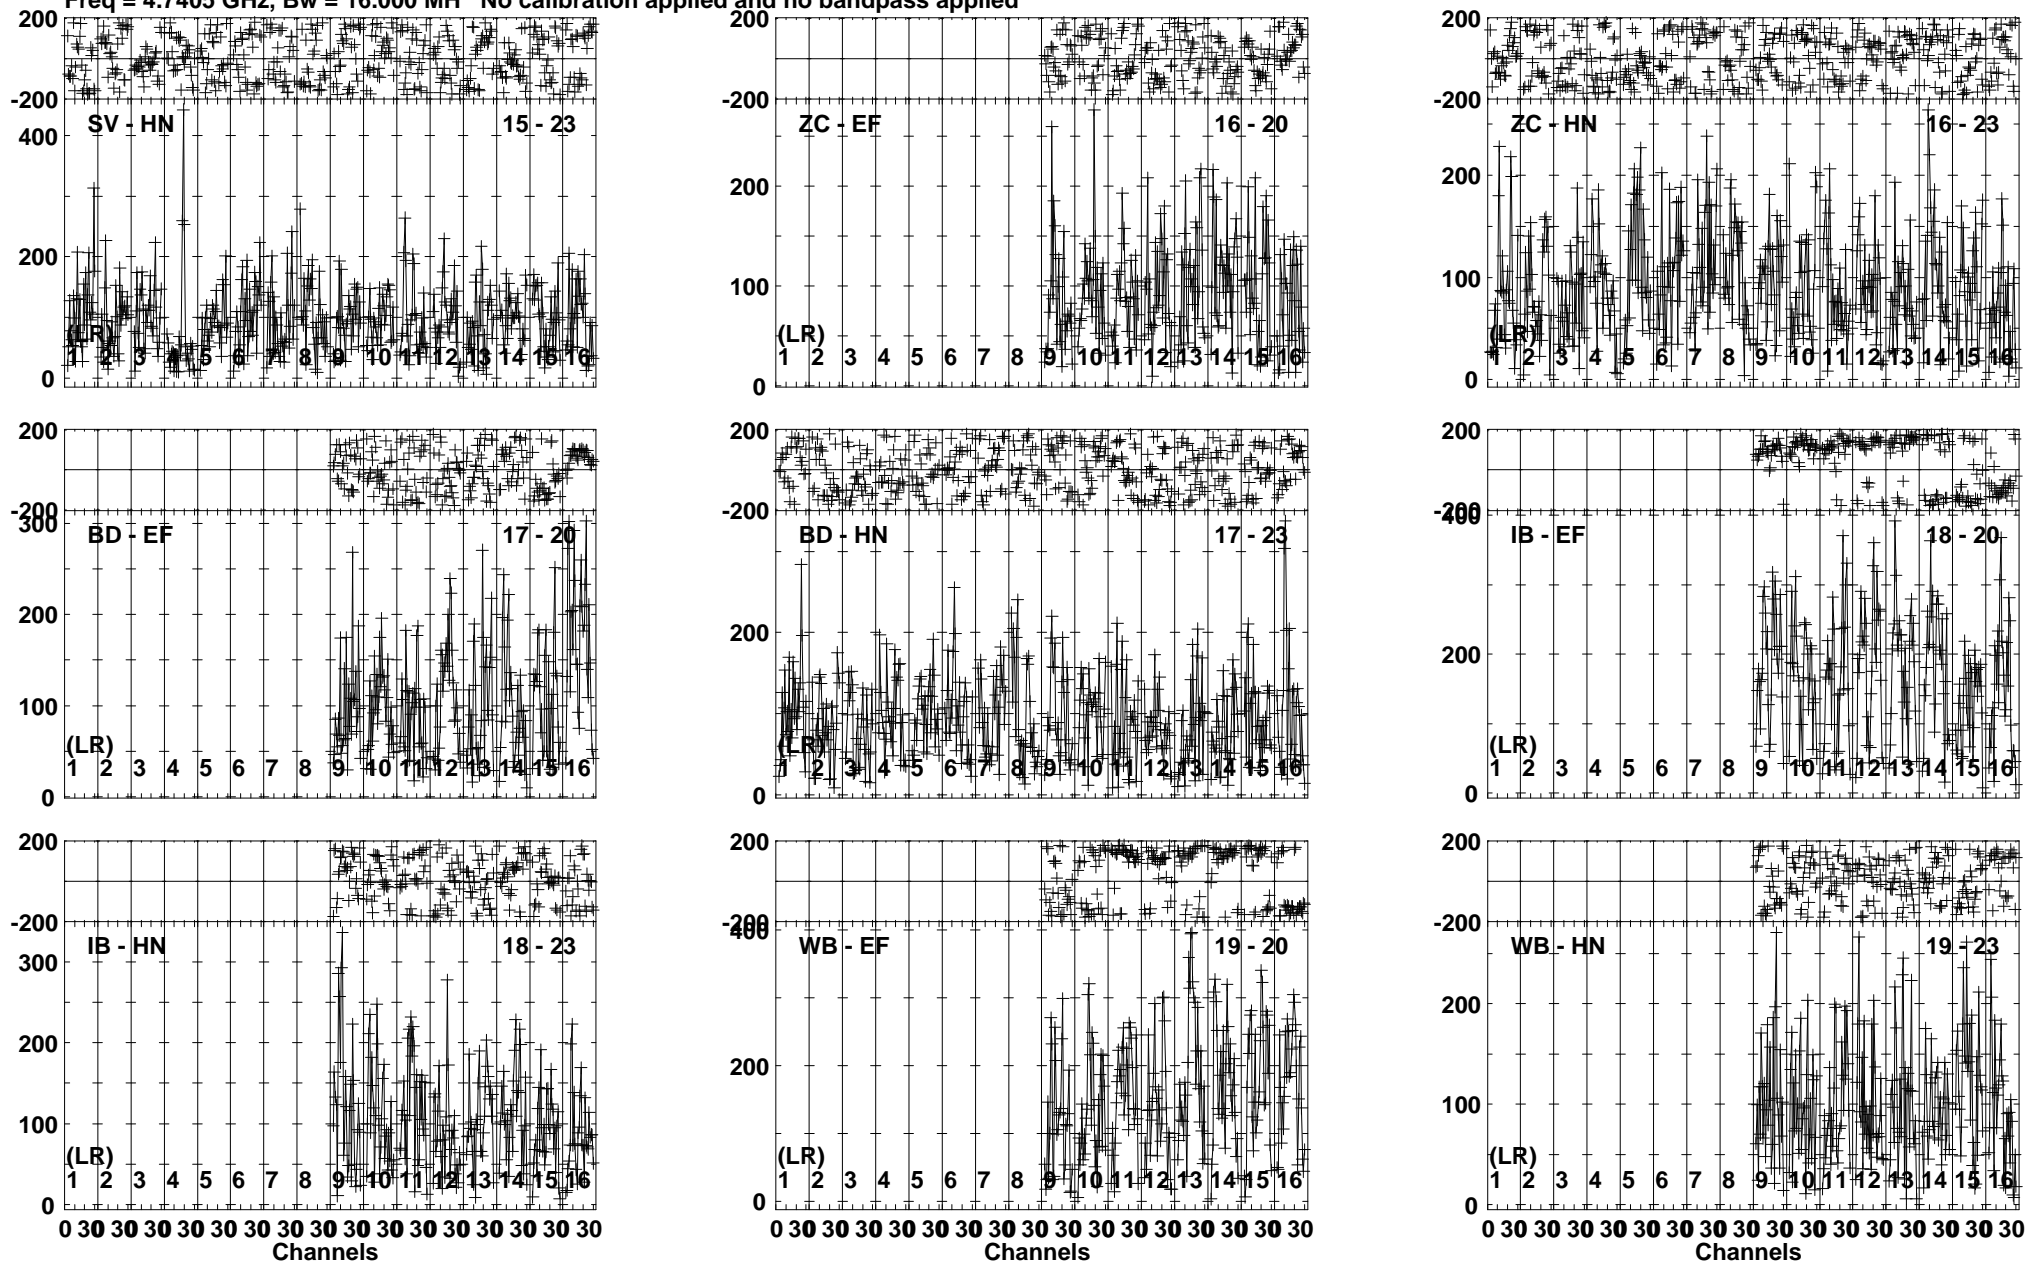 Freq = 4.7405 GHz, Bw = 16.000 MH No calibration applied and no bandpass applied
200
-200
SV - HN 15 - 23
400
200
0
(LR)
1 2 3 4 5 6 7 8 9 10 11 12 13 14 15 16
200
-200
ZC - EF 16 - 20
200
100
0
(LR)
1 2 3 4 5 6 7 8 9 10 11 12 13 14 15 16
200
-200
ZC - HN 16 - 23
200
100
0
(LR)
1 2 3 4 5 6 7 8 9 10 11 12 13 14 15 16
200
-200
300
BD - EF 17 - 20
200
100
0
(LR)
1 2 3 4 5 6 7 8 9 10 11 12 13 14 15 16
200
-200
BD - HN 17 - 23
200
0
(LR)
1 2 3 4 5 6 7 8 9 10 11 12 13 14 15 16
200
-200
400
IB - EF 18 - 20
200
0
(LR)
1 2 3 4 5 6 7 8 9 10 11 12 13 14 15 16
200
-200
IB - HN 18 - 23
300
200
100
0
(LR)
1 2 3 4 5 6 7 8 9 10 11 12 13 14 15 16
0 30 30 30 30 30 30 30 30 30 30 30 30 30 30 30 30
Channels
200
-200
400
WB - EF 19 - 20
200
0
(LR)
1 2 3 4 5 6 7 8 9 10 11 12 13 14 15 16
0 30 30 30 30 30 30 30 30 30 30 30 30 30 30 30 30
Channels
200
-200
WB - HN 19 - 23
200
100
0
(LR)
1 2 3 4 5 6 7 8 9 10 11 12 13 14 15 16
0 30 30 30 30 30 30 30 30 30 30 30 30 30 30 30 30
Channels